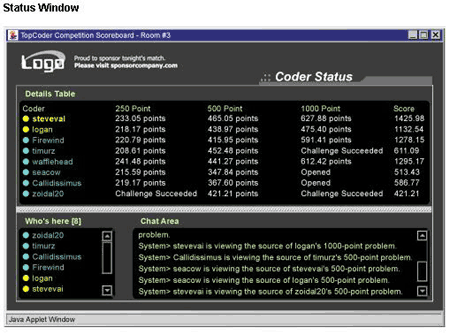 Status Window
TopCoder Competition Scoreboard - Room #3
Logo
Proud to sponsor tonight's match.
Please visit sponsorcompany.com
.:: Coder Status
Details Table
Coder 250 Point 500 Point 1000 Point Score
stevevai 233.05 points 465.05 points 627.88 points 1425.98
logan 218.17 points 438.97 points 475.40 points 1132.54
Firewind 220.79 points 415.95 points 591.41 points 1278.15
timurz 208.61 points 452.48 points Challenge Succeeded 611.09
wafflehead 241.48 points 441.27 points 612.42 points 1295.17
seacow 215.59 points 347.84 points Opened 513.43
Callidissimus 219.17 points 367.60 points Opened 586.77
zoidal20 Challenge Succeeded 421.21 points Challenge Succeeded 421.21
Who's here [8]
zoidal20
timurz
Callidissimus
Firewind
logan
stevevai
Chat Area
problem.
System> stevevai is viewing the source of logan's 1000-point problem.
System> Callidissimus is viewing the source of timurz's 500-point problem.
System> seacow is viewing the source of stevevai's 500-point problem.
System> seacow is viewing the source of logan's 500-point problem.
System> stevevai is viewing the source of zoidal20's 500-point problem.
Java Applet Window